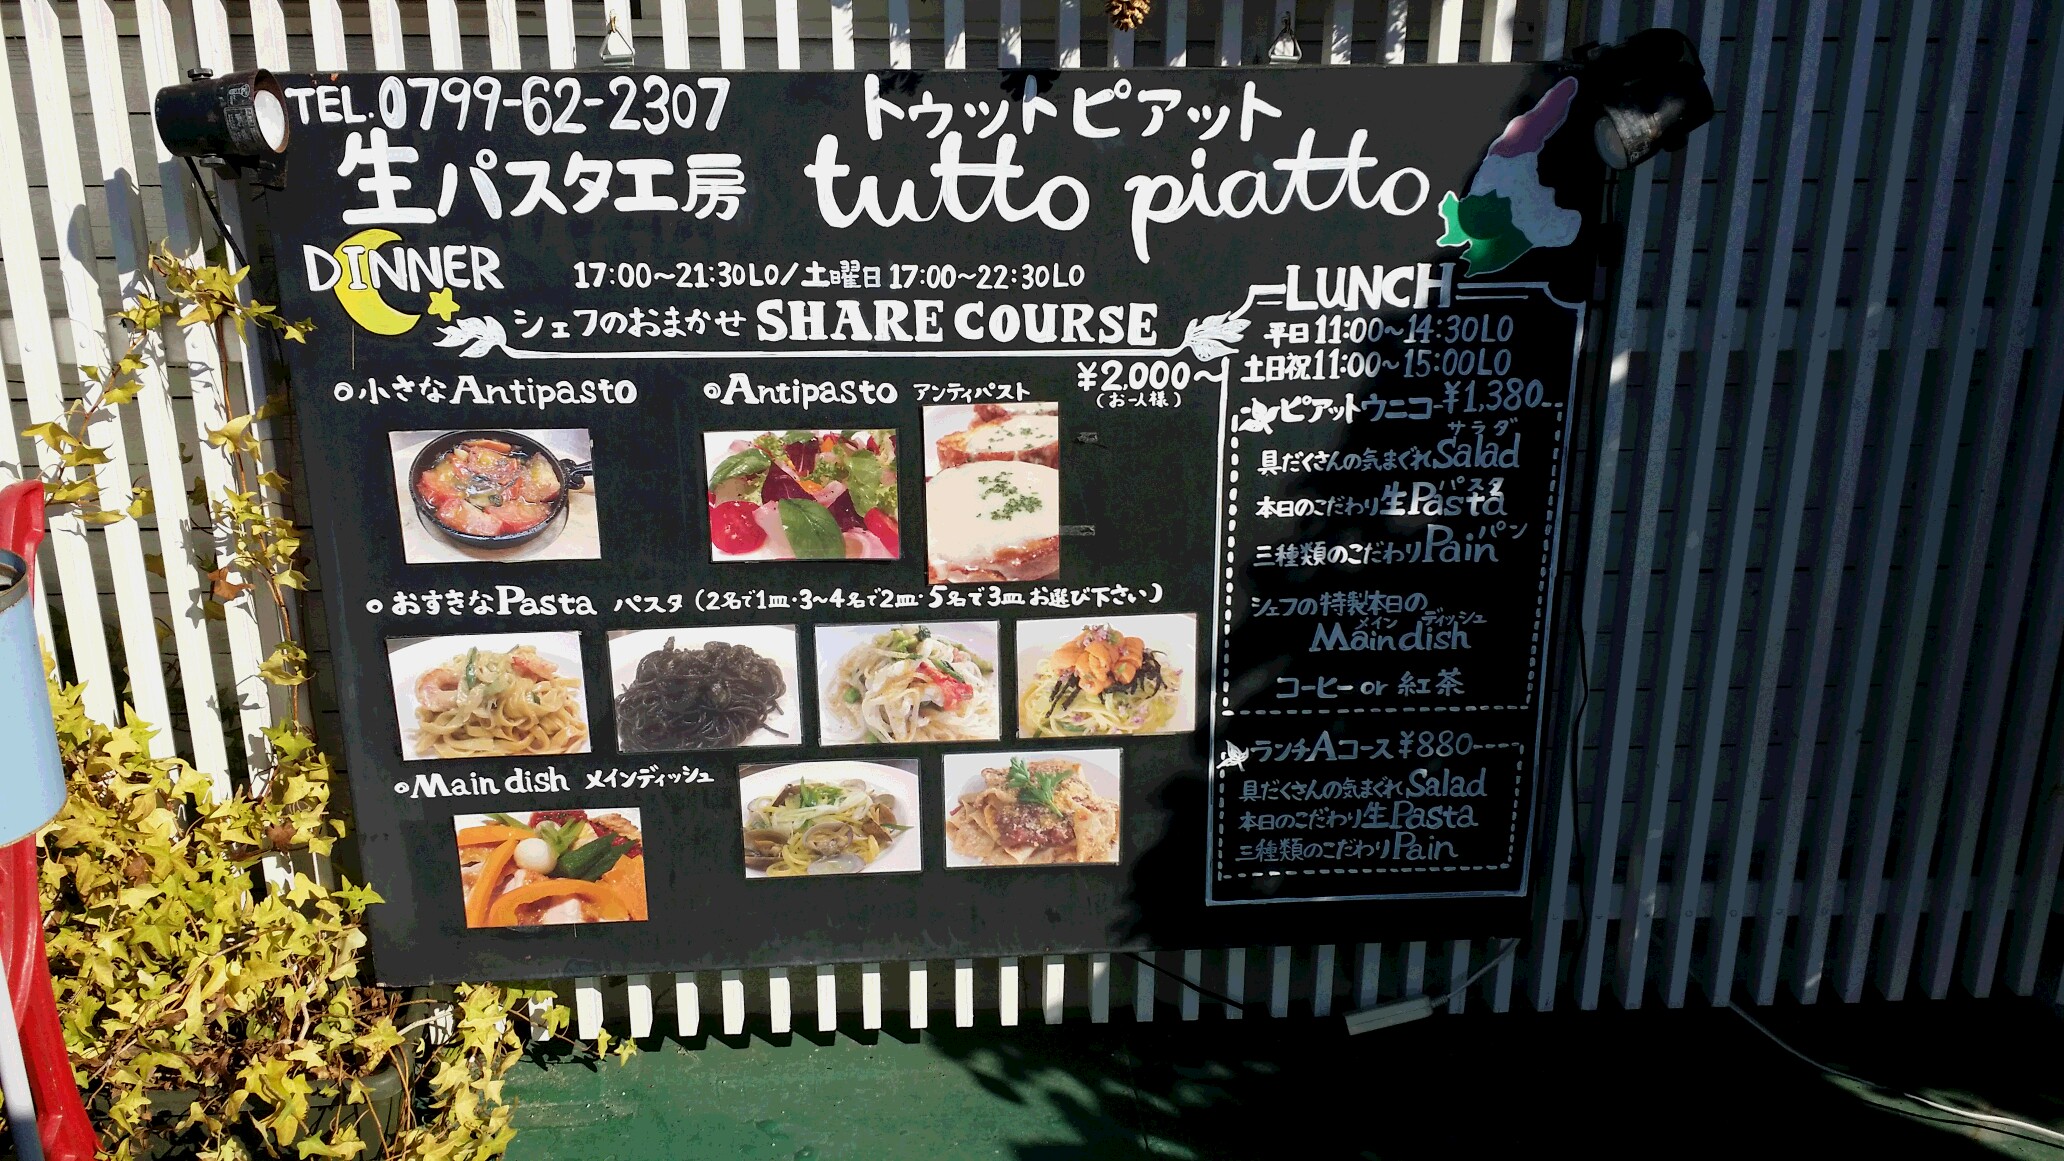 TEL.0799-62-2307
生パスタ工房
トゥットピアット
tutto piatto
DINNER
17:00〜21:30LO/土曜日17:00〜22:30LO
シェフのおまかせ SHARE COURSE
¥2,000〜
(お一人様)
小さなAntipasto
Antipasto アンティパスト
おすきなPasta パスタ(2名で1皿・3〜4名で2皿・5名で3皿お選び下さい)
Main dish メインディッシュ
LUNCH
平日11:00〜14:30LO
土日祝11:00〜15:00LO
ピアットウニコ-¥1,380
サラダ
具だくさんの気まぐれSalad
パスタ
本日のこだわり生Pasta
パン
三種類のこだわりPain
シェフの特製本日の
メイン ディッシュ
Main dish
コーヒー or 紅茶
ランチAコース ¥880
具だくさんの気まぐれSalad
本日のこだわり生Pasta
三種類のこだわりPain